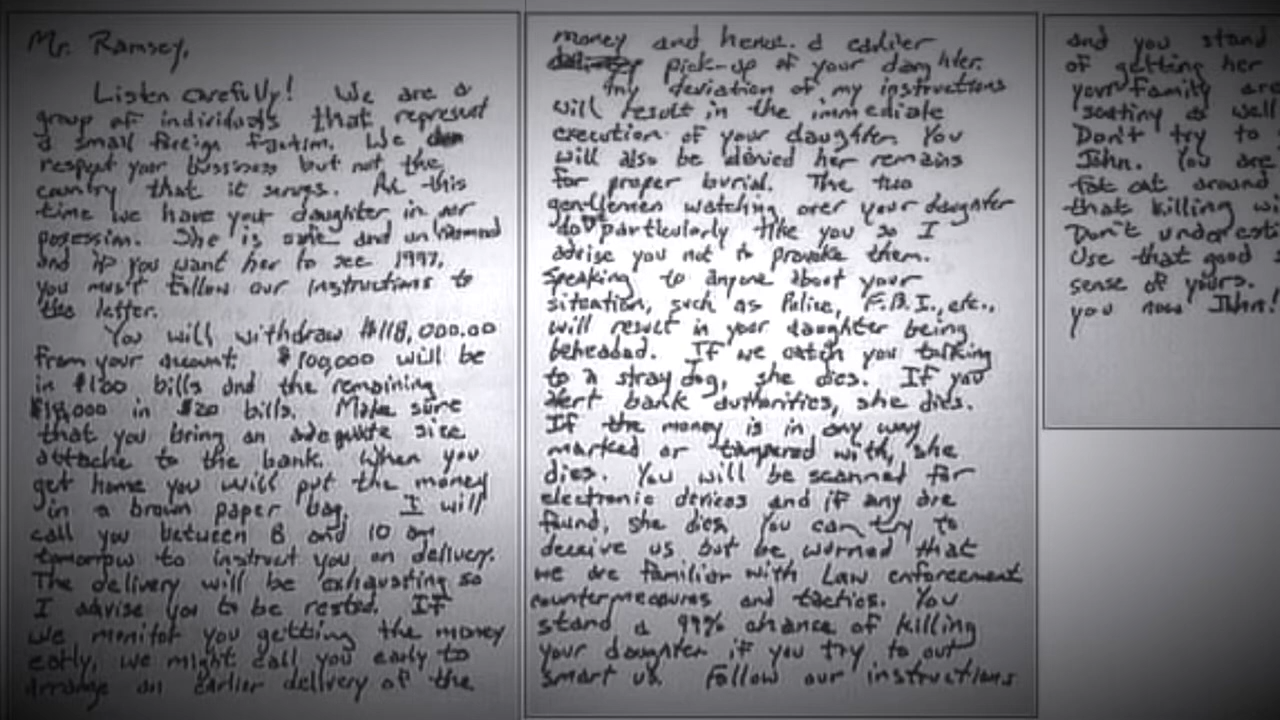 Mr. Ramsey,
Listen carefully! We are a
group of individuals that represent
a small foreign faction. We
respect your bussiness but not the
country that it serves. At this
time we have your daughter in our
posession. She is safe and unharmed
and if you want her to see 1997,
you must follow our instructions to
the letter.
You will withdraw $118,000.00
from your account. $100,000 will be
in $100 bills and the remaining
$18,000 in $20 bills. Make sure
that you bring an adequate size
attache to the bank. When you
get home you will put the money
in a brown paper bag. I will
call you between 8 and 10 am
tomorrow to instruct you on delivery.
The delivery will be exhausting so
I advise you to be rested. If
we monitor you getting the money
early, we might call you early to
arrange an earlier delivery of the
money and hence a earlier
pick-up of your daughter.
Any deviation of my instructions
will result in the immediate
execution of your daughter. You
will also be denied her remains
for proper burial. The two
gentlemen watching over your daughter
do not particularly like you so I
advise you not to provoke them.
Speaking to anyone about your
situation, such as Police, F.B.I., etc.,
will result in your daughter being
beheaded. If we catch you talking
to a stray dog, she dies. If you
alert bank authorities, she dies.
If the money is in any way
marked or tampered with, she
dies. You will be scanned for
electronic devices and if any are
found, she dies. You can try to
deceive us but be warned that
we are familiar with Law enforcement
countermeasures and tactics. You
stand a 99% chance of killing
your daughter if you try to out
smart us. Follow our instructions
and you stand
of getting her
your family are
scutiny as well
Don't try to
John. You are
fat cat around
that killing wi
Don't underesti
Use that good s
sense of yours.
you now John!